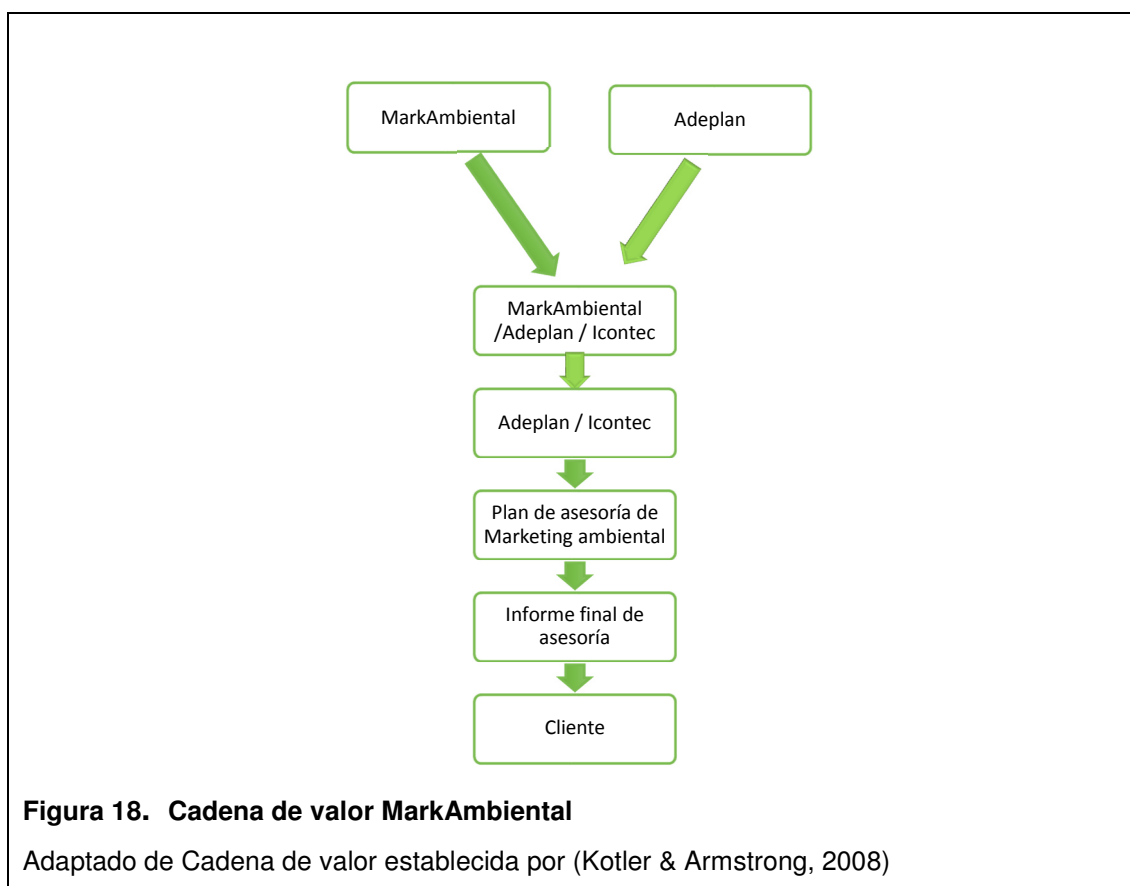 MarkAmbiental
Adeplan
MarkAmbiental
/Adeplan / Icontec
Adeplan / Icontec
Plan de asesoría de
Marketing ambiental
Informe final de
asesoría
Cliente
Figura 18. Cadena de valor MarkAmbiental
Adaptado de Cadena de valor establecida por (Kotler & Armstrong, 2008)